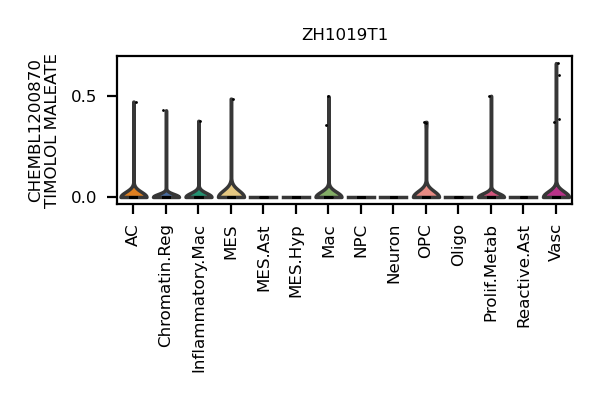 ZH1019T1
CHEMBL1200870
TIMOLOL MALEATE
0.5
0.0
AC
Chromatin.Reg
Inflammatory.Mac
MES
MES.Ast
MES.Hyp
Mac
NPC
Neuron
OPC
Oligo
Prolif.Metab
Reactive.Ast
Vasc